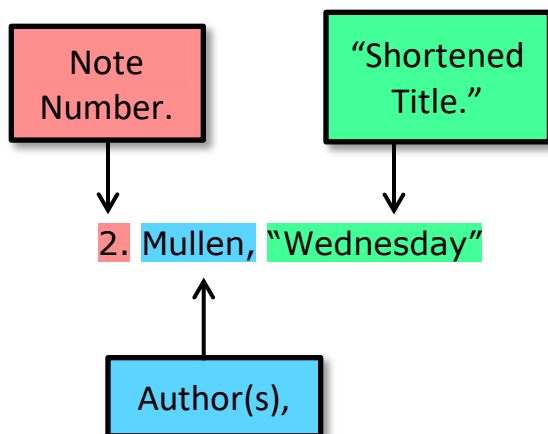 Note
Number.
“Shortened
Title.”
2. Mullen, “Wednesday”
Author(s),